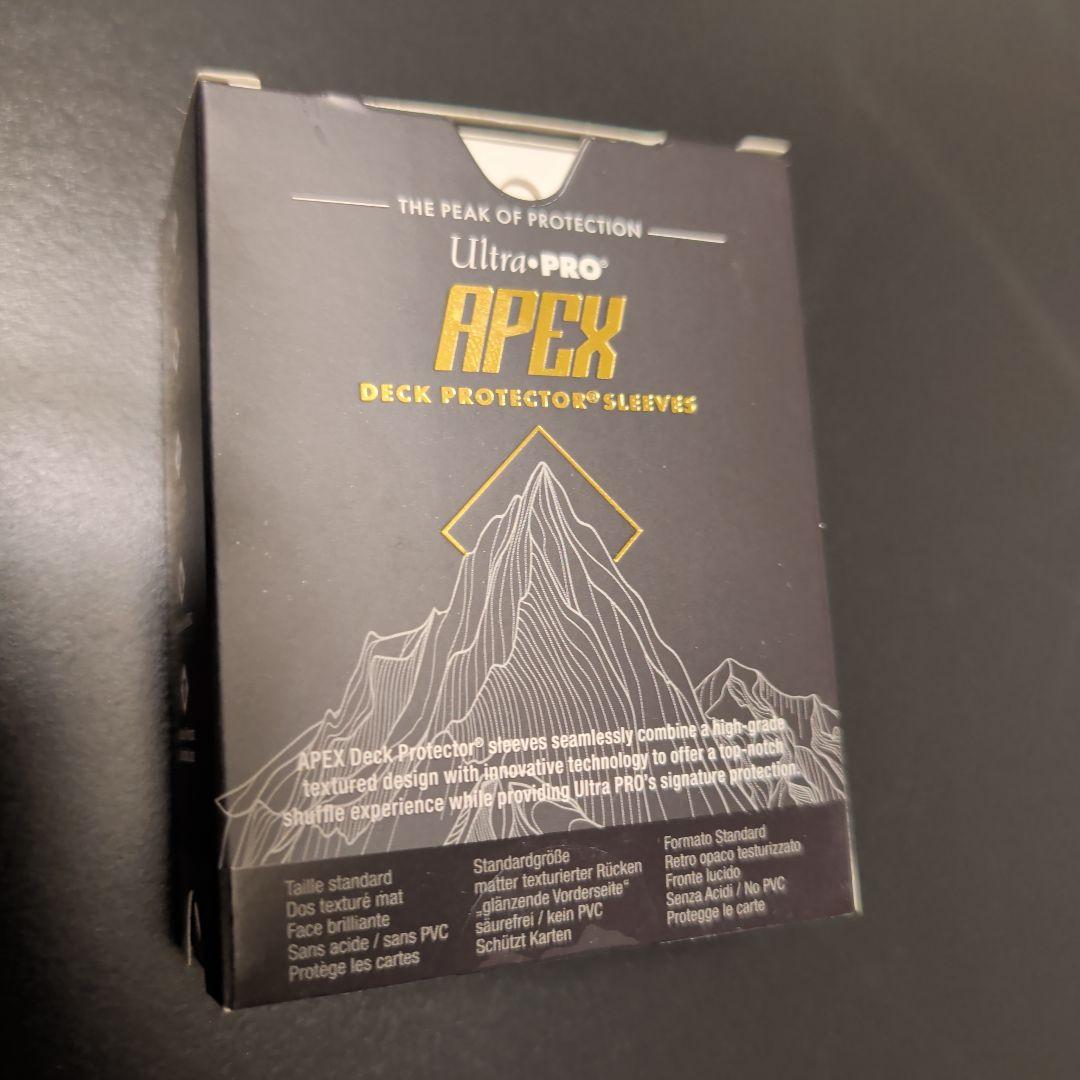 THE PEAK OF PROTECTION
Ultra•PRO®
APEX
DECK PROTECTOR® SLEEVES
APEX Deck Protector® sleeves seamlessly combine a high-grade
textured design with innovative technology to offer a top-notch
shuffle experience while providing Ultra PRO's signature protection.
Taille standard
Dos texturé mat
Face brillante
Sans acide / sans PVC
Protège les cartes
Standardgröße
matter texturierter Rücken
„glänzende Vorderseite“
säurefrei / kein PVC
Schützt Karten
Formato Standard
Retro opaco testurizzato
Fronte lucido
Senza Acidi / No PVC
Protegge le carte